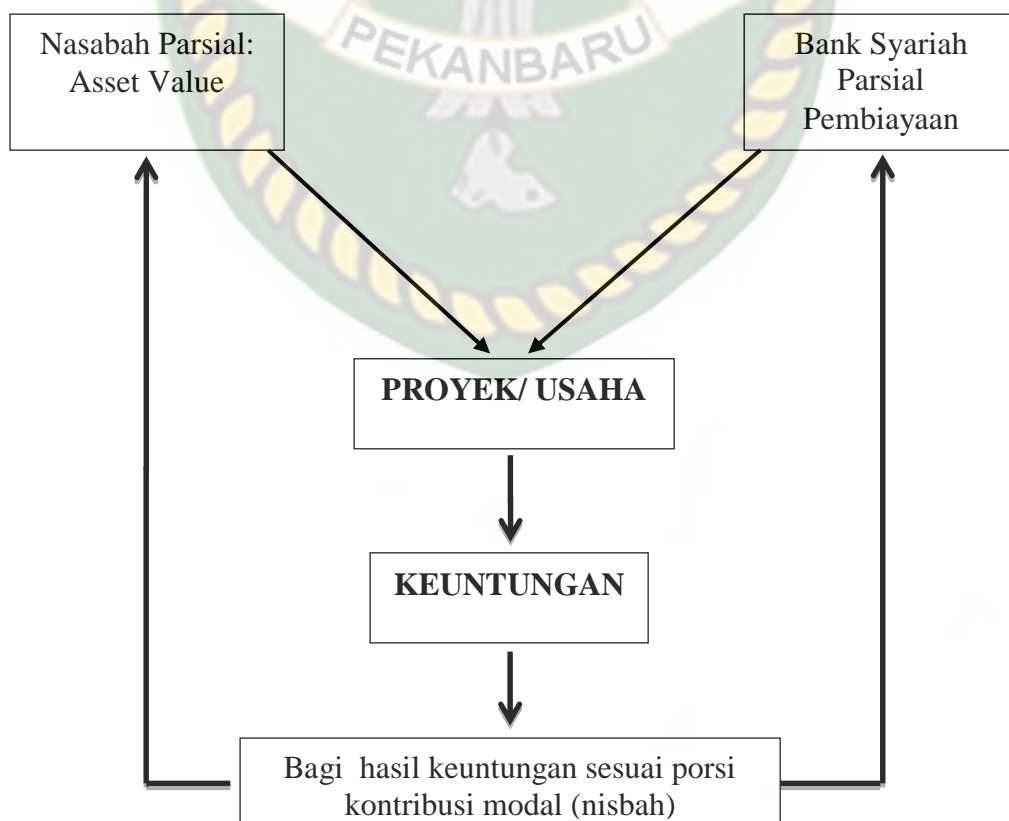 PEKANBARU
Nasabah Parsial:
Asset Value
Bank Syariah
Parsial
Pembiayaan
PROYEK/ USAHA
KEUNTUNGAN
Bagi hasil keuntungan sesuai porsi
kontribusi modal (nisbah)